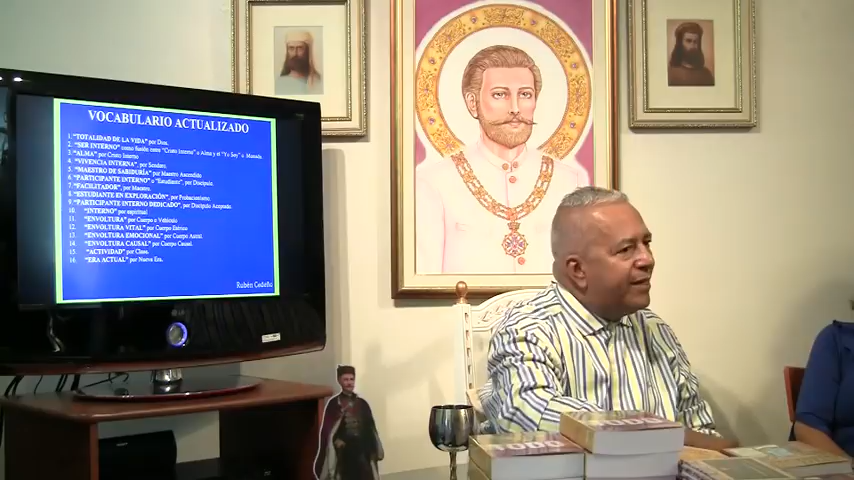 VOCABULARIO ACTUALIZADO
1. "TOTALIDAD DE LA VIDA" por Dios.
2. "SER INTERNO" como fusión entre "Cristo Interno" o Alma y el "Yo Soy" o Monada.
3. "ALMA" por Cristo Interno
4. "VIVENCIA INTERNA", por Sendero.
5. "MAESTRO DE SABIDURÍA" por Maestro Ascendido
6. "PARTICIPANTE INTERNO" o "Estudiante", por Discípulo.
7. "FACILITADOR", por Maestro.
8. "ESTUDIANTE EN EXPLORACIÓN", por Probacionista.
9. "PARTICIPANTE INTERNO DEDICADO", por Discípulo Aceptado.
10. "INTERNO" por espiritual
11. "ENVOLTURA" por Cuerpo o Vehículo
12. "ENVOLTURA VITAL" por Cuerpo Etérico
13. "ENVOLTURA EMOCIONAL" por Cuerpo Astral
14. "ENVOLTURA CAUSAL" por Cuerpo Causal
15. "ACTIVIDAD" por Clase.
16. "ERA ACTUAL" por Nueva Era.
Rubén Cedeño